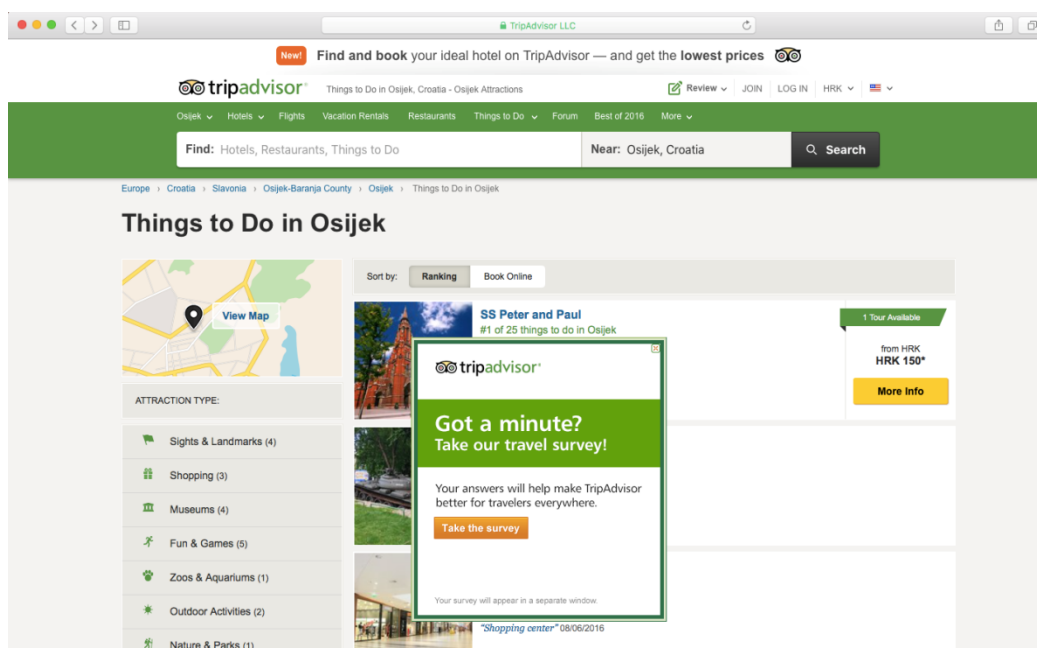 TripAdvisor LLC
New! Find and book your ideal hotel on TripAdvisor — and get the lowest prices
tripadvisor®
Things to Do in Osijek, Croatia - Osijek Attractions
Review JOIN LOG IN HRK
Osijek Hotels Flights Vacation Rentals Restaurants Things to Do Forum Best of 2016 More
Find: Hotels, Restaurants, Things to Do
Near: Osijek, Croatia
Search
Europe › Croatia › Slavonia › Osijek-Baranja County › Osijek › Things to Do in Osijek
Things to Do in Osijek
View Map
ATTRACTION TYPE:
Sights & Landmarks (4)
Shopping (3)
Museums (4)
Fun & Games (5)
Zoos & Aquariums (1)
Outdoor Activities (2)
Nature & Parks (1)
Sort by: Ranking Book Online
SS Peter and Paul
#1 of 25 things to do in Osijek
1 Tour Available
from HRK
HRK 150*
More Info
tripadvisor®
Got a minute?
Take our travel survey!
Your answers will help make TripAdvisor
better for travelers everywhere.
Take the survey
Your survey will appear in a separate window.
"Shopping center" 08/06/2016